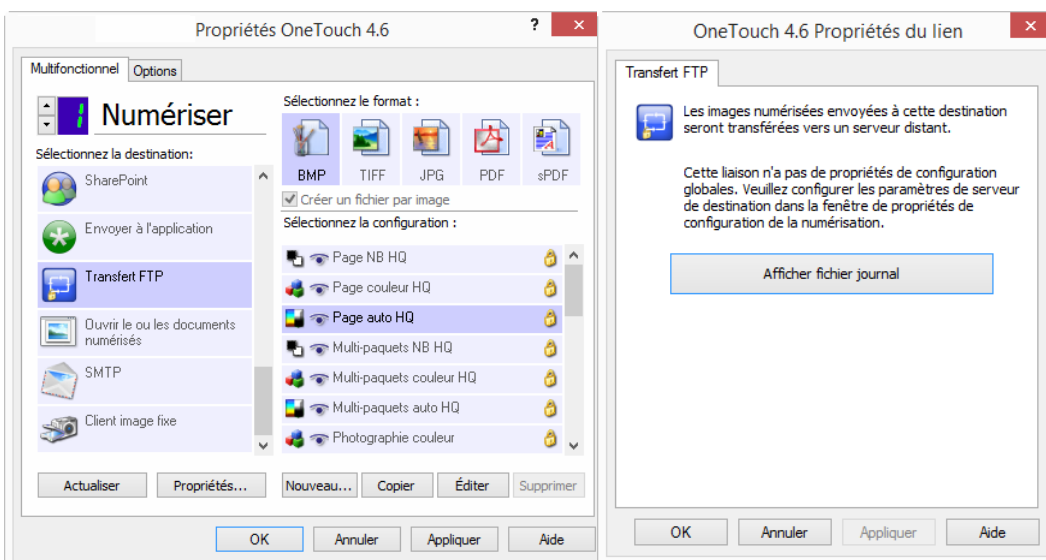 Propriétés OneTouch 4.6
?
×
Multifonctionnel
Options
1
Numériser
Sélectionnez la destination:
SharePoint
Envoyer à l'application
Transfert FTP
Ouvrir le ou les documents
numérisés
SMTP
Client image fixe
Sélectionnez le format :
BMP
TIFF
JPG
PDF
sPDF
Créer un fichier par image
Sélectionnez la configuration :
Page NB HQ
Page couleur HQ
Page auto HQ
Multi-paquets NB HQ
Multi-paquets couleur HQ
Multi-paquets auto HQ
Photographie couleur
Actualiser
Propriétés...
Nouveau...
Copier
Éditer
Supprimer
OK
Annuler
Appliquer
Aide
OneTouch 4.6 Propriétés du lien
×
Transfert FTP
Les images numérisées envoyées à cette destination
seront transférées vers un serveur distant.
Cette liaison n'a pas de propriétés de configuration
globales. Veuillez configurer les paramètres de serveur
de destination dans la fenêtre de propriétés de
configuration de la numérisation.
Afficher fichier journal
OK
Annuler
Appliquer
Aide